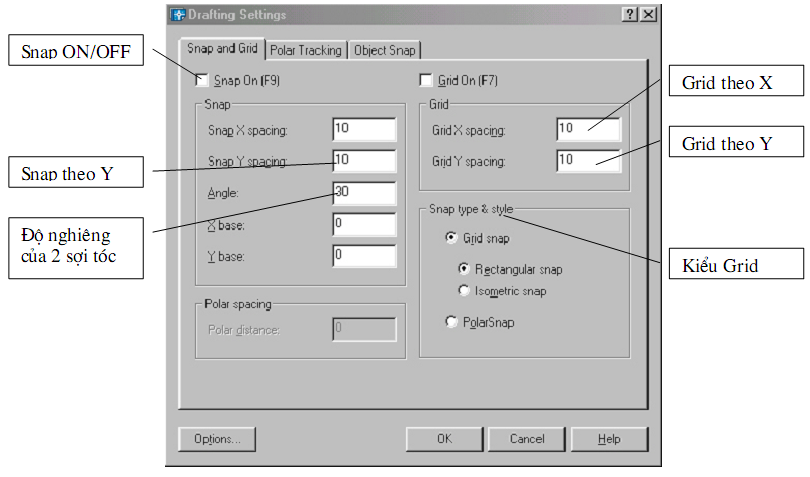 Drafting Settings
Snap and Grid
Polar Tracking
Object Snap
Snap ON/OFF
Snap On (F9)
Grid On (F7)
Grid theo X
Snap
Grid
Snap X spacing:
10
Grid X spacing:
10
Grid theo Y
Snap theo Y
Snap Y spacing:
10
Grid Y spacing:
10
Angle:
30
Độ nghiêng
của 2 sợi tóc
X base:
0
Y base:
0
Snap type & style
Grid snap
Rectangular snap
Isometric snap
PolarSnap
Kiểu Grid
Polar spacing
Polar distance:
0
Options...
OK
Cancel
Help